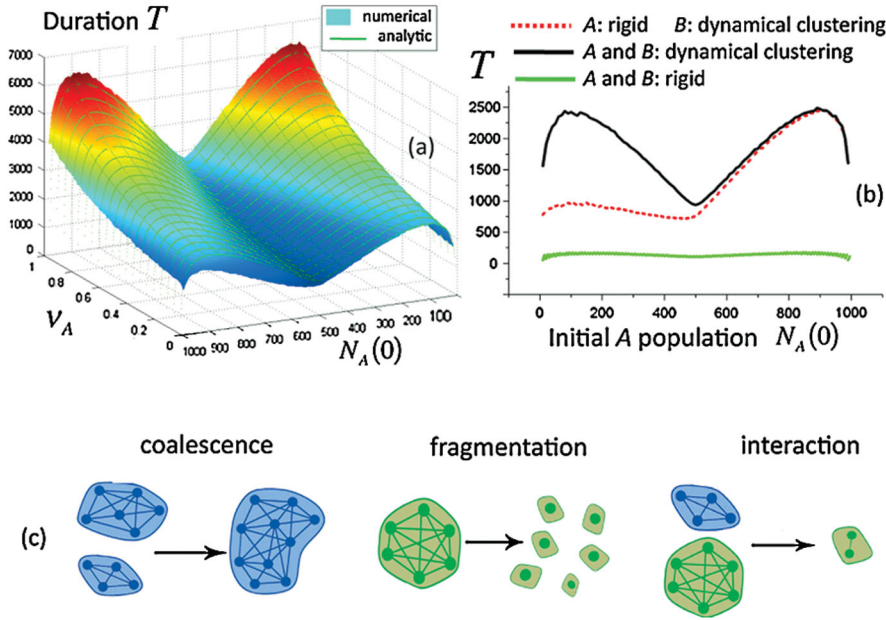 Duration T
numerical
analytic
7000
6000
5000
4000
3000
2000
1000
0
1
0.8
0.6
0.4
0.2
0
ν_A
1000 900 800 700 600 500 400 300 200 100
N_A(0)
(a)
A: rigid B: dynamical clustering
A and B: dynamical clustering
A and B: rigid
T
2500
2000
1500
1000
500
0
(b)
0 200 400 600 800 1000
Initial A population N_A(0)
coalescence fragmentation interaction
(c)